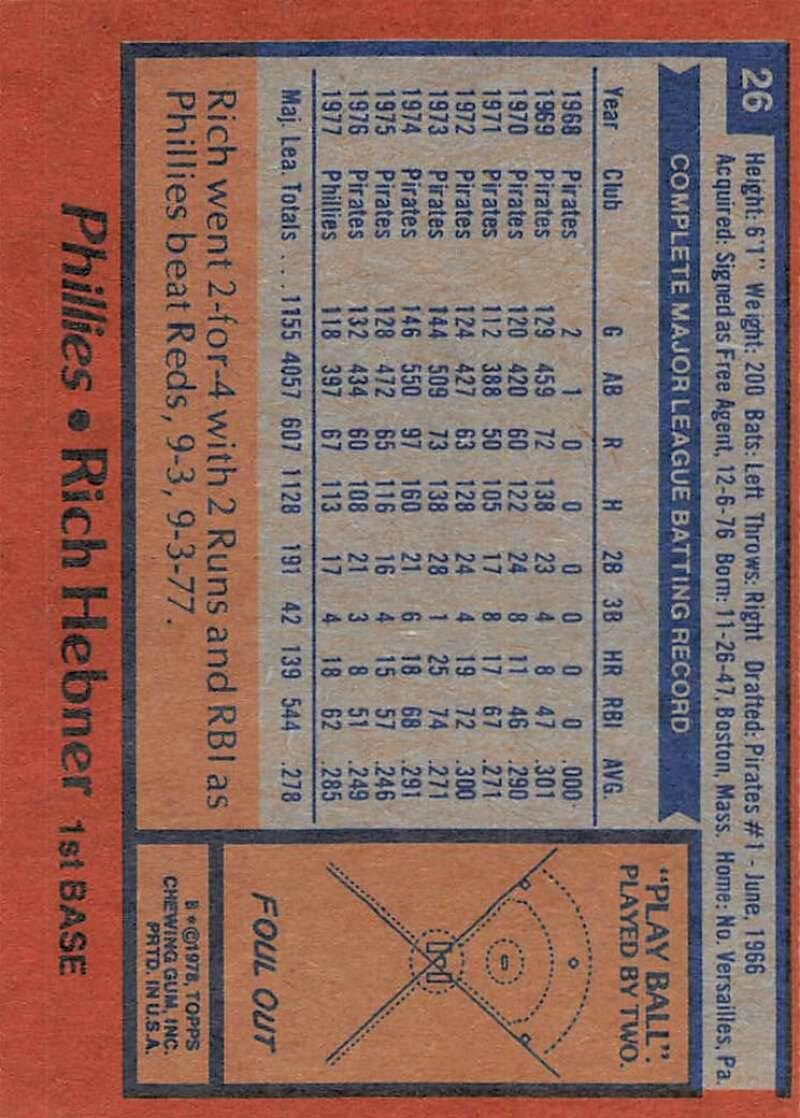 26
Height: 6'1" Weight: 200 Bats: Left Throws: Right Drafted: Pirates #1 - June, 1966
Acquired: Signed as Free Agent, 12-6-76 Born: 11-26-47, Boston, Mass. Home: No. Versailles, Pa.
COMPLETE MAJOR LEAGUE BATTING RECORD
Year Club G AB R H 2B 3B HR RBI AVG.
1968 Pirates 2 1 0 0 0 0 0 0 .000
1969 Pirates 129 459 72 138 23 4 8 47 .301
1970 Pirates 120 420 60 122 24 8 11 46 .290
1971 Pirates 112 388 50 105 17 8 17 67 .271
1972 Pirates 124 427 63 128 24 4 19 72 .300
1973 Pirates 144 509 73 138 28 1 25 74 .271
1974 Pirates 146 550 97 160 21 6 18 68 .291
1975 Pirates 128 472 65 116 16 4 15 57 .246
1976 Pirates 132 434 60 108 21 3 8 51 .249
1977 Phillies 118 397 67 113 17 4 18 62 .285
Maj. Lea. Totals ... 1155 4057 607 1128 191 42 139 544 .278
Rich went 2-for-4 with 2 Runs and RBI as
Phillies beat Reds, 9-3, 9-3-77.
"PLAY BALL":
PLAYED BY TWO.
FOUL OUT
B * ©1978, TOPPS
CHEWING GUM, INC.
PRTD. IN U.S.A.
Phillies • Rich Hebner 1st BASE